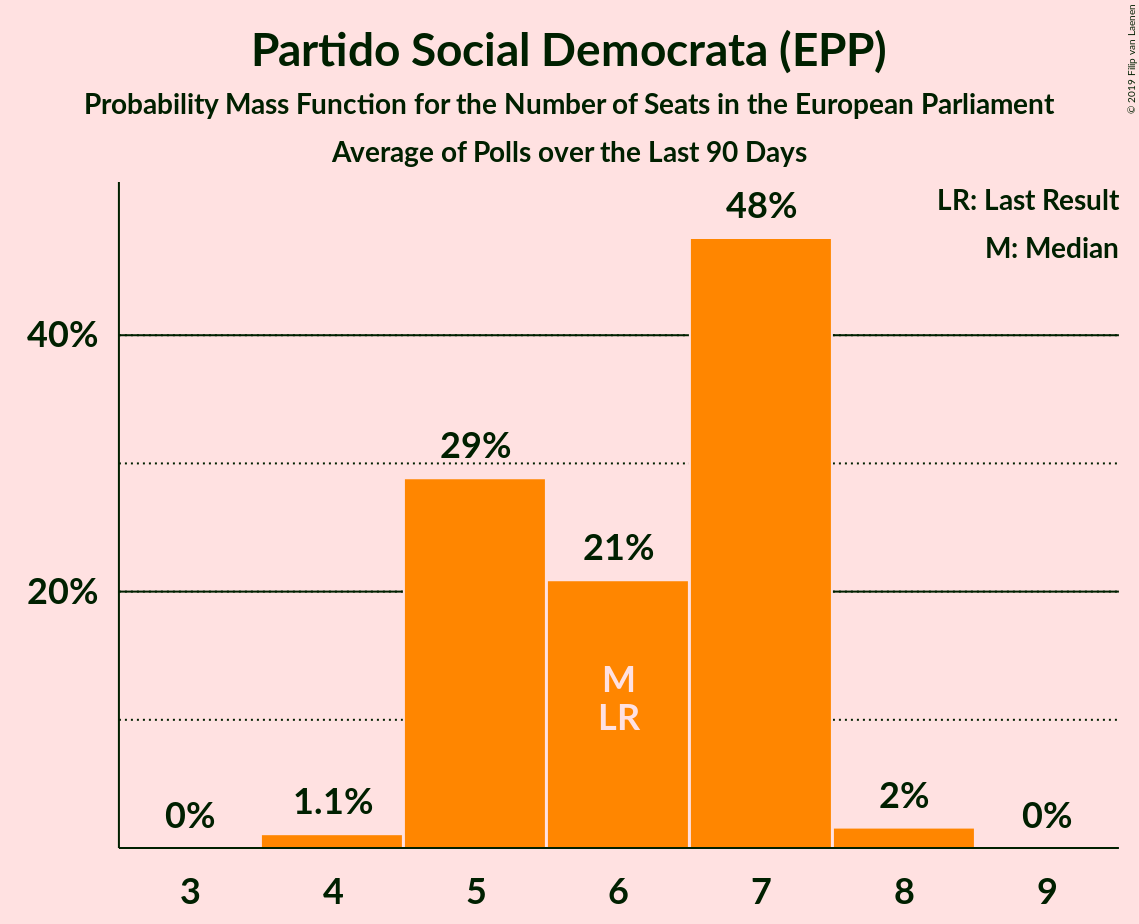 Partido Social Democrata (EPP)
Probability Mass Function for the Number of Seats in the European Parliament
Average of Polls over the Last 90 Days
© 2019 Filip van Laenen
LR: Last Result
M: Median
48%
40%
29%
21%
20%
M
LR
0%
1.1%
2%
0%
3 4 5 6 7 8 9